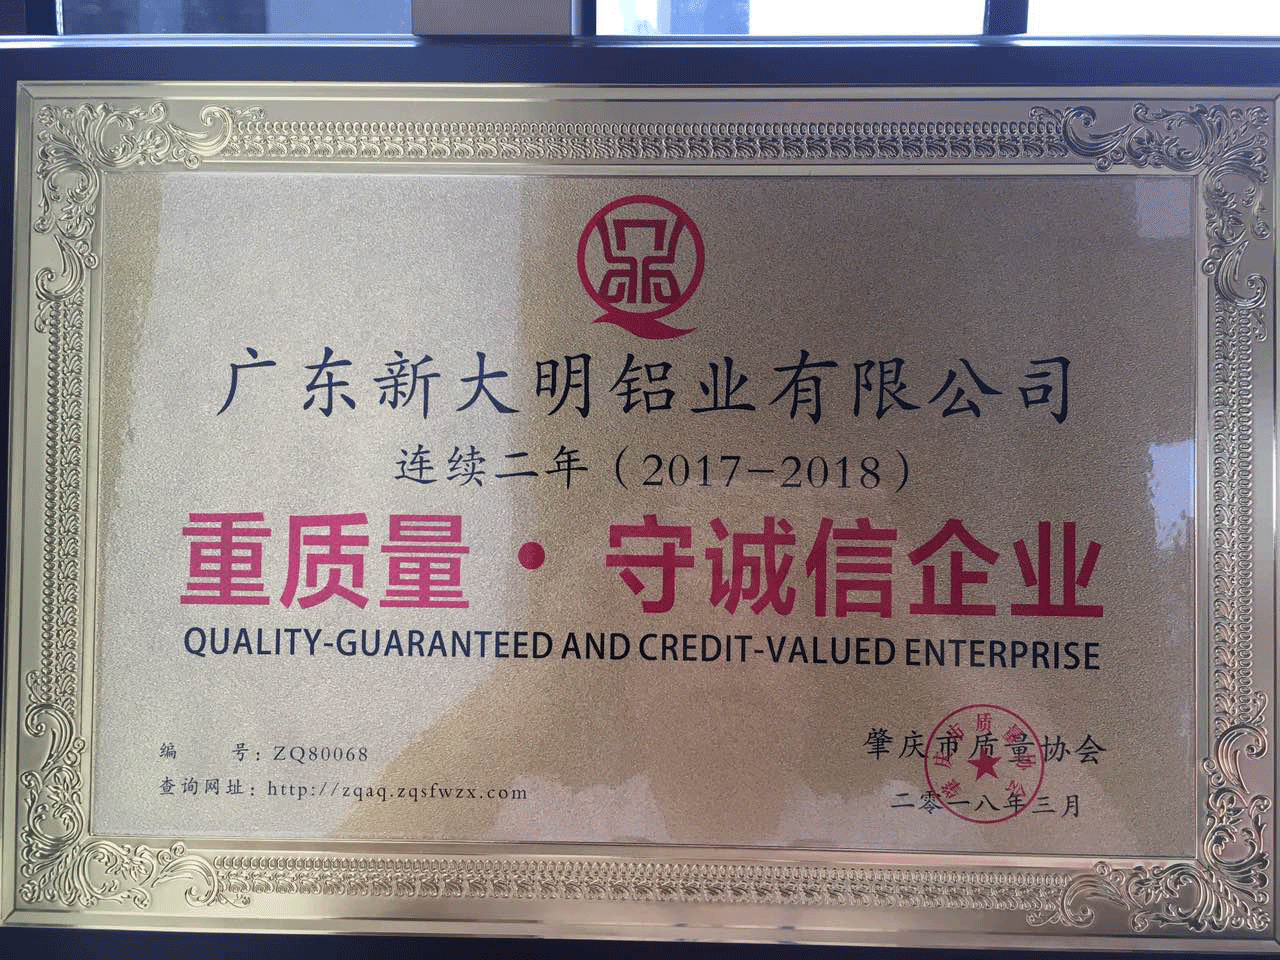 广东新大明铝业有限公司
连续二年（2017-2018）
重质量·守诚信企业
QUALITY-GUARANTEED AND CREDIT-VALUED ENTERPRISE
编 号：ZQ80068
查询网址：http://zqaq.zqsfwzx.com
肇庆市质量协会
二零一八年三月